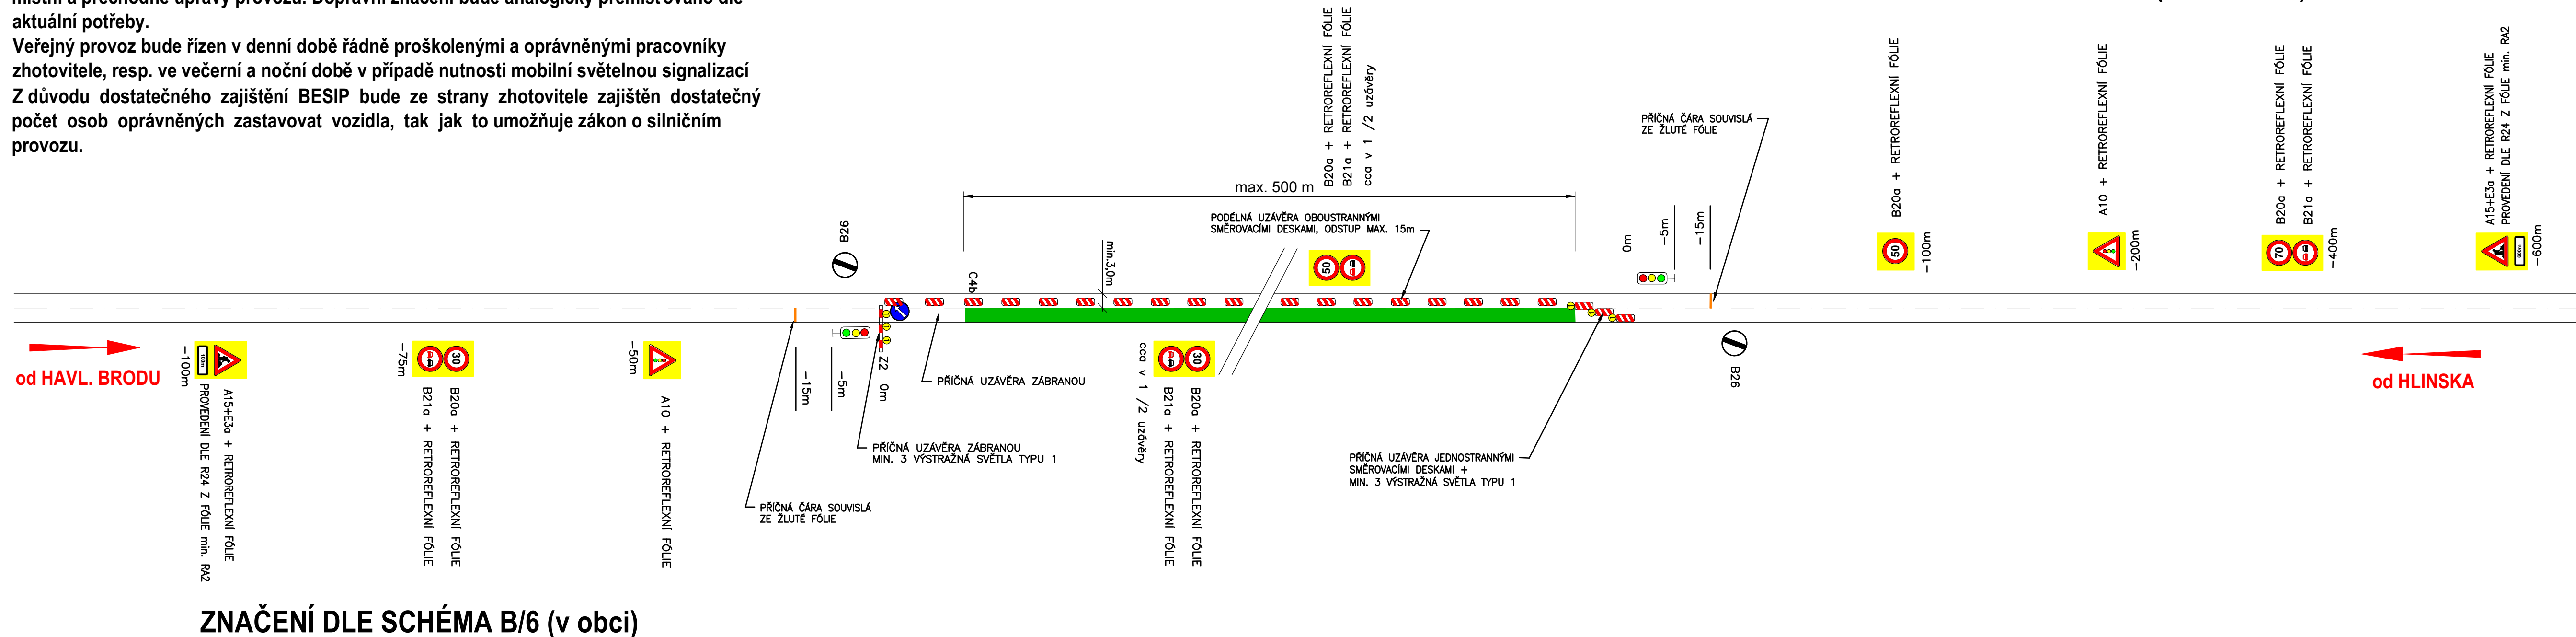 aktuální potřeby.
Veřejný provoz bude řízen v denní době řádně proškolenými a oprávněnými pracovníky
zhotovitele, resp. ve večerní a noční době v případě nutnosti mobilní světelnou signalizací
Z důvodu dostatečného zajištění BESIP bude ze strany zhotovitele zajištěn dostatečný
počet osob oprávněných zastavovat vozidla, tak jak to umožňuje zákon o silničním
provozu.
B20a + RETROREFLEXNÍ FÓLIE
B21a + RETROREFLEXNÍ FÓLIE
cca v 1 /2 uzávěry
max. 500 m
PODÉLNÁ UZÁVĚRA OBOUSTRANNÝMI
SMĚROVACÍMI DESKAMI, ODSTUP MAX. 15m
PŘÍČNÁ ČÁRA SOUVISLÁ
ZE ŽLUTÉ FÓLIE
B20a + RETROREFLEXNÍ FÓLIE
A10 + RETROREFLEXNÍ FÓLIE
B20a + RETROREFLEXNÍ FÓLIE
B21a + RETROREFLEXNÍ FÓLIE
A15+E3a + RETROREFLEXNÍ FÓLIE
PROVEDENÍ DLE R24 Z FÓLIE min. RA2
B26
C4b
min.3,0m
50
0m
-5m
-15m
50
-100m
-200m
70
-400m
600m
-600m
od HAVL. BRODU
-100m
100m
PROVEDENÍ DLE R24 Z FÓLIE min. RA2
A15+E3a + RETROREFLEXNÍ FÓLIE
-75m
30
B21a + RETROREFLEXNÍ FÓLIE
B20a + RETROREFLEXNÍ FÓLIE
-50m
A10 + RETROREFLEXNÍ FÓLIE
-15m
-5m
Z2 0m
PŘÍČNÁ UZÁVĚRA ZÁBRANOU
PŘÍČNÁ UZÁVĚRA ZÁBRANOU
MIN. 3 VÝSTRAŽNÁ SVĚTLA TYPU 1
PŘÍČNÁ ČÁRA SOUVISLÁ
ZE ŽLUTÉ FÓLIE
30
cca v 1 /2 uzávěry
B21a + RETROREFLEXNÍ FÓLIE
B20a + RETROREFLEXNÍ FÓLIE
PŘÍČNÁ UZÁVĚRA JEDNOSTRANNÝMI
SMĚROVACÍMI DESKAMI +
MIN. 3 VÝSTRAŽNÁ SVĚTLA TYPU 1
B26
od HLINSKA
ZNAČENÍ DLE SCHÉMA B/6 (v obci)